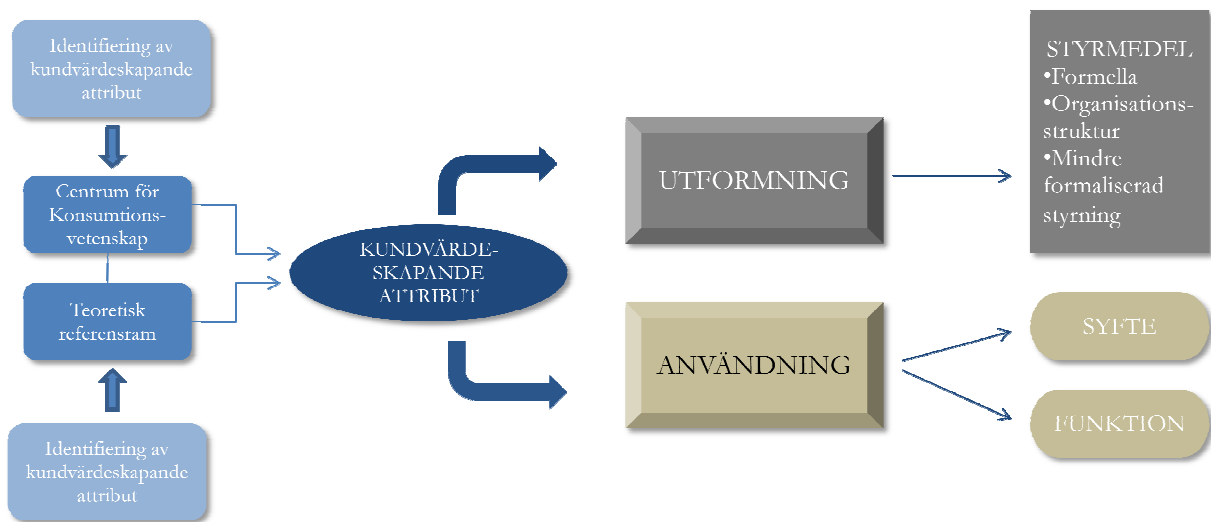 Identifiering av
kundvärdeskapande
attribut
Centrum för
Konsumtions-
vetenskap
Teoretisk
referensram
Identifiering av
kundvärdeskapande
attribut
KUNDVÄRDE-
SKAPANDE
ATTRIBUT
UTFORMNING
ANVÄNDNING
STYRMEDEL
•Formella
•Organisations-
struktur
•Mindre
formaliserad
styrning
SYFTE
FUNKTION